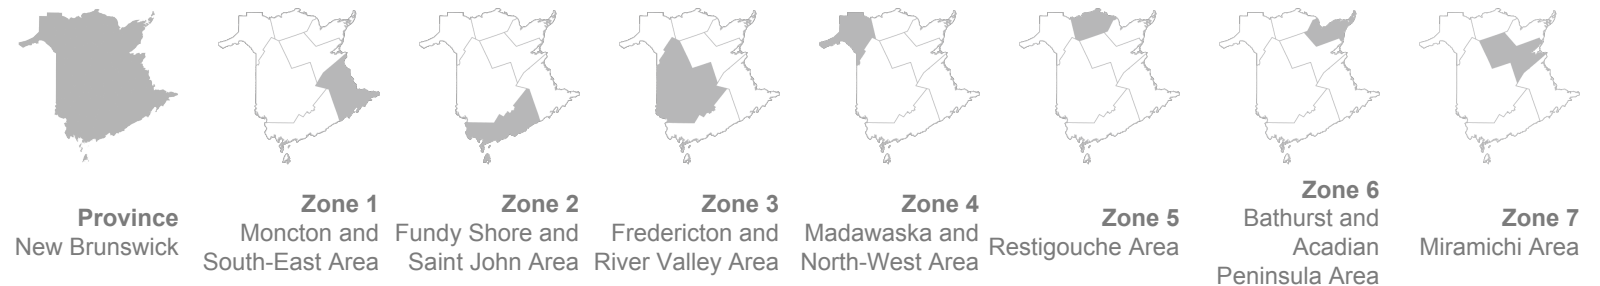 Province
New Brunswick
Zone 1
Moncton and
South-East Area
Zone 2
Fundy Shore and
Saint John Area
Zone 3
Fredericton and
River Valley Area
Zone 4
Madawaska and
North-West Area
Zone 5
Restigouche Area
Zone 6
Bathurst and
Acadian
Peninsula Area
Zone 7
Miramichi Area